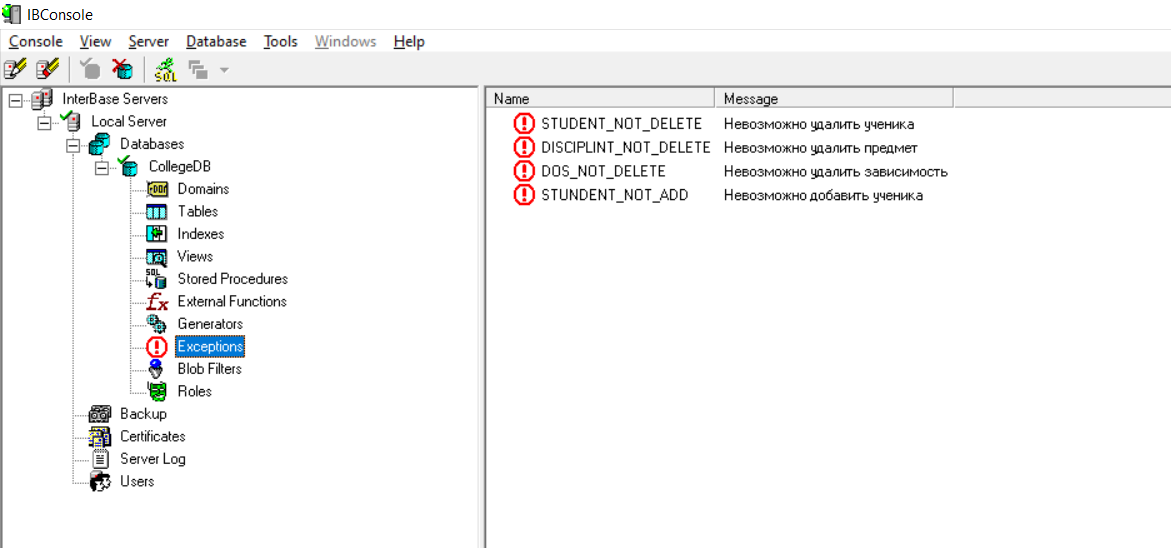 IBConsole
Console View Server Database Tools Windows Help
SQL
InterBase Servers
Local Server
Databases
CollegeDB
Domains
Tables
Indexes
Views
Stored Procedures
External Functions
Generators
Exceptions
Blob Filters
Roles
Backup
Certificates
Server Log
Users
Name Message
STUDENT_NOT_DELETE Невозможно удалить ученика
DISCIPLINT_NOT_DELETE Невозможно удалить предмет
DOS_NOT_DELETE Невозможно удалить зависимость
STUNDENT_NOT_ADD Невозможно добавить ученика